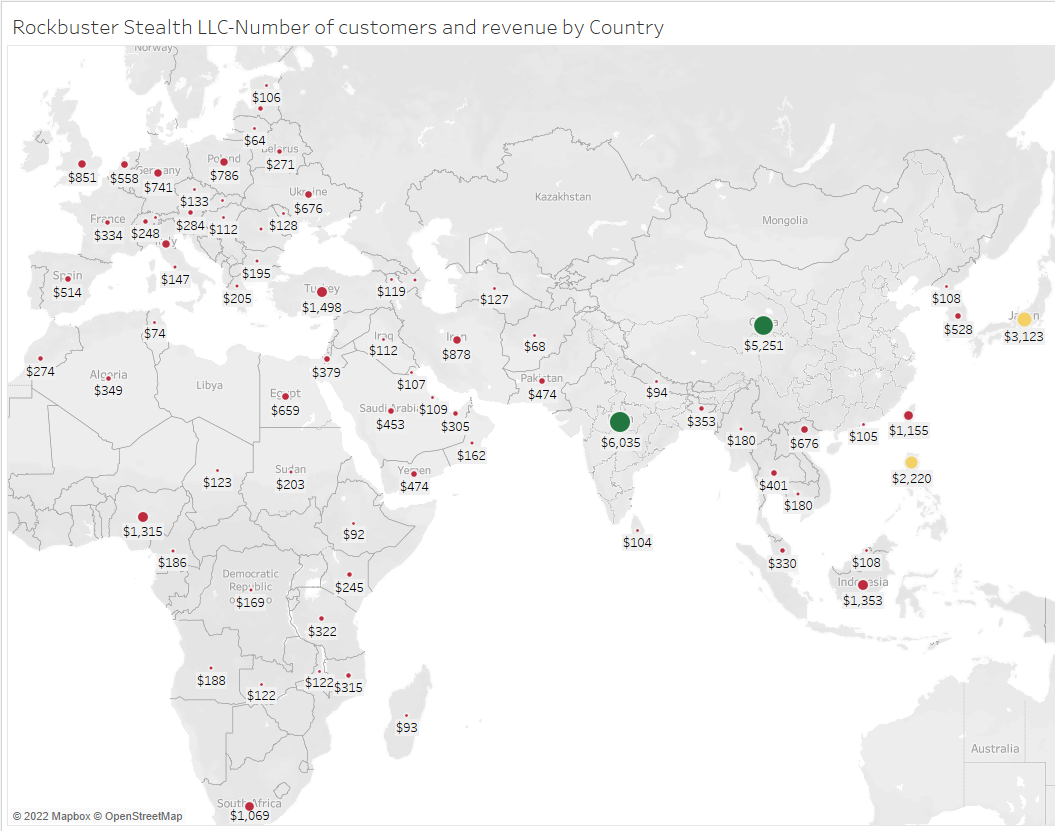 Rockbuster Stealth LLC-Number of customers and revenue by Country
Norway
$106
$64
Belarus
$271
$851
$558
Germany
$741
Poland
$786
$133
Ukraine
$676
France
$334
$248
$284
$112
$128
Italy
Spain
$514
$147
$195
$205
Turkey
$1,498
$119
$127
Kazakhstan
Mongolia
$108
$528
Japan
$3,123
$5,251
$74
$274
Algeria
$349
Libya
$379
Iraq
$112
Iran
$878
$68
Pakistan
$474
$107
Egypt
$659
Saudi Arabia
$453
$109
$305
$162
Yemen
$474
$94
$6,035
$353
$180
$676
$105
$1,155
$2,220
$401
$180
$104
$123
Sudan
$203
$1,315
$186
$92
Democratic
Republic
$169
$245
$322
$330
$108
Indonesia
$1,353
$188
$122
$122
$315
$93
Australia
South Africa
$1,069
© 2022 Mapbox © OpenStreetMap